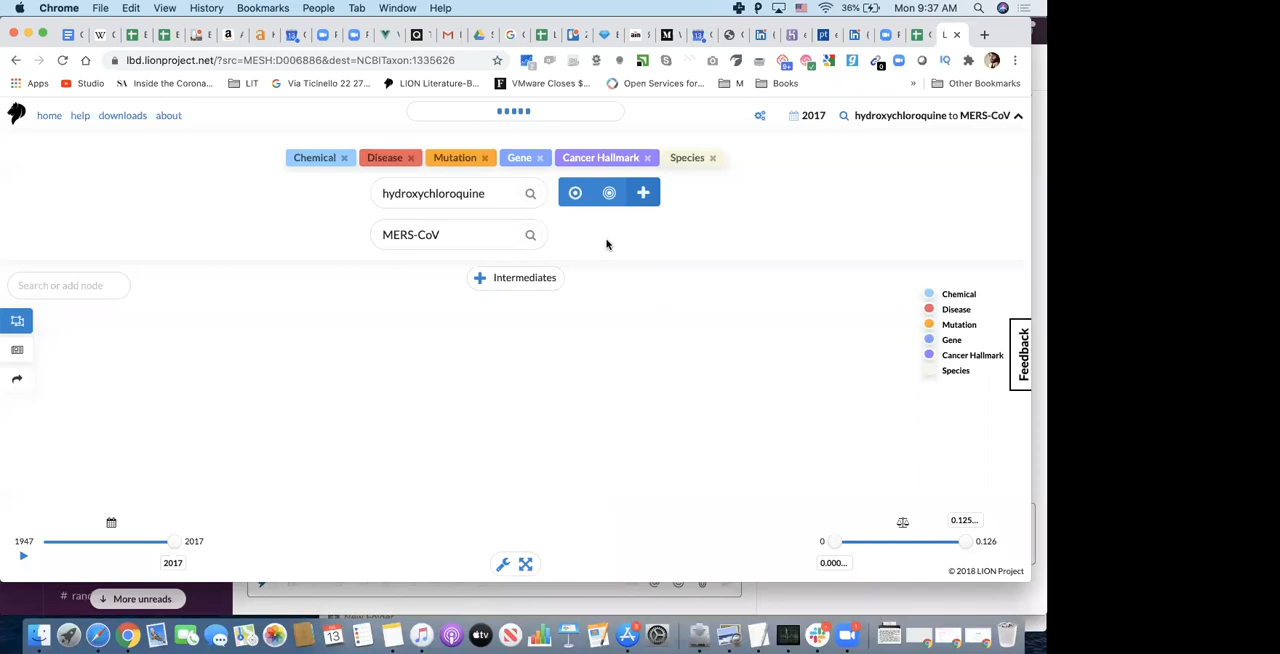 Chrome File Edit View History Bookmarks People Tab Window Help 36% Mon 9:37 AM
lbd.lionproject.net/?src=MESH:D006886&dest=NCBITaxon:1335626
Apps Studio Inside the Corona... LIT Via Ticinello 22 27... LION Literature-B... VMware Closes $... Open Services for... M Books » Other Bookmarks
home help downloads about 2017 hydroxychloroquine to MERS-CoV
Chemical Disease Mutation Gene Cancer Hallmark Species
hydroxychloroquine
MERS-CoV
Intermediates
Search or add node
Chemical
Disease
Mutation
Gene
Cancer Hallmark
Species
Feedback
0.125...
1947 2017 0 0.126
2017 0.000...
© 2018 LION Project
More unreads